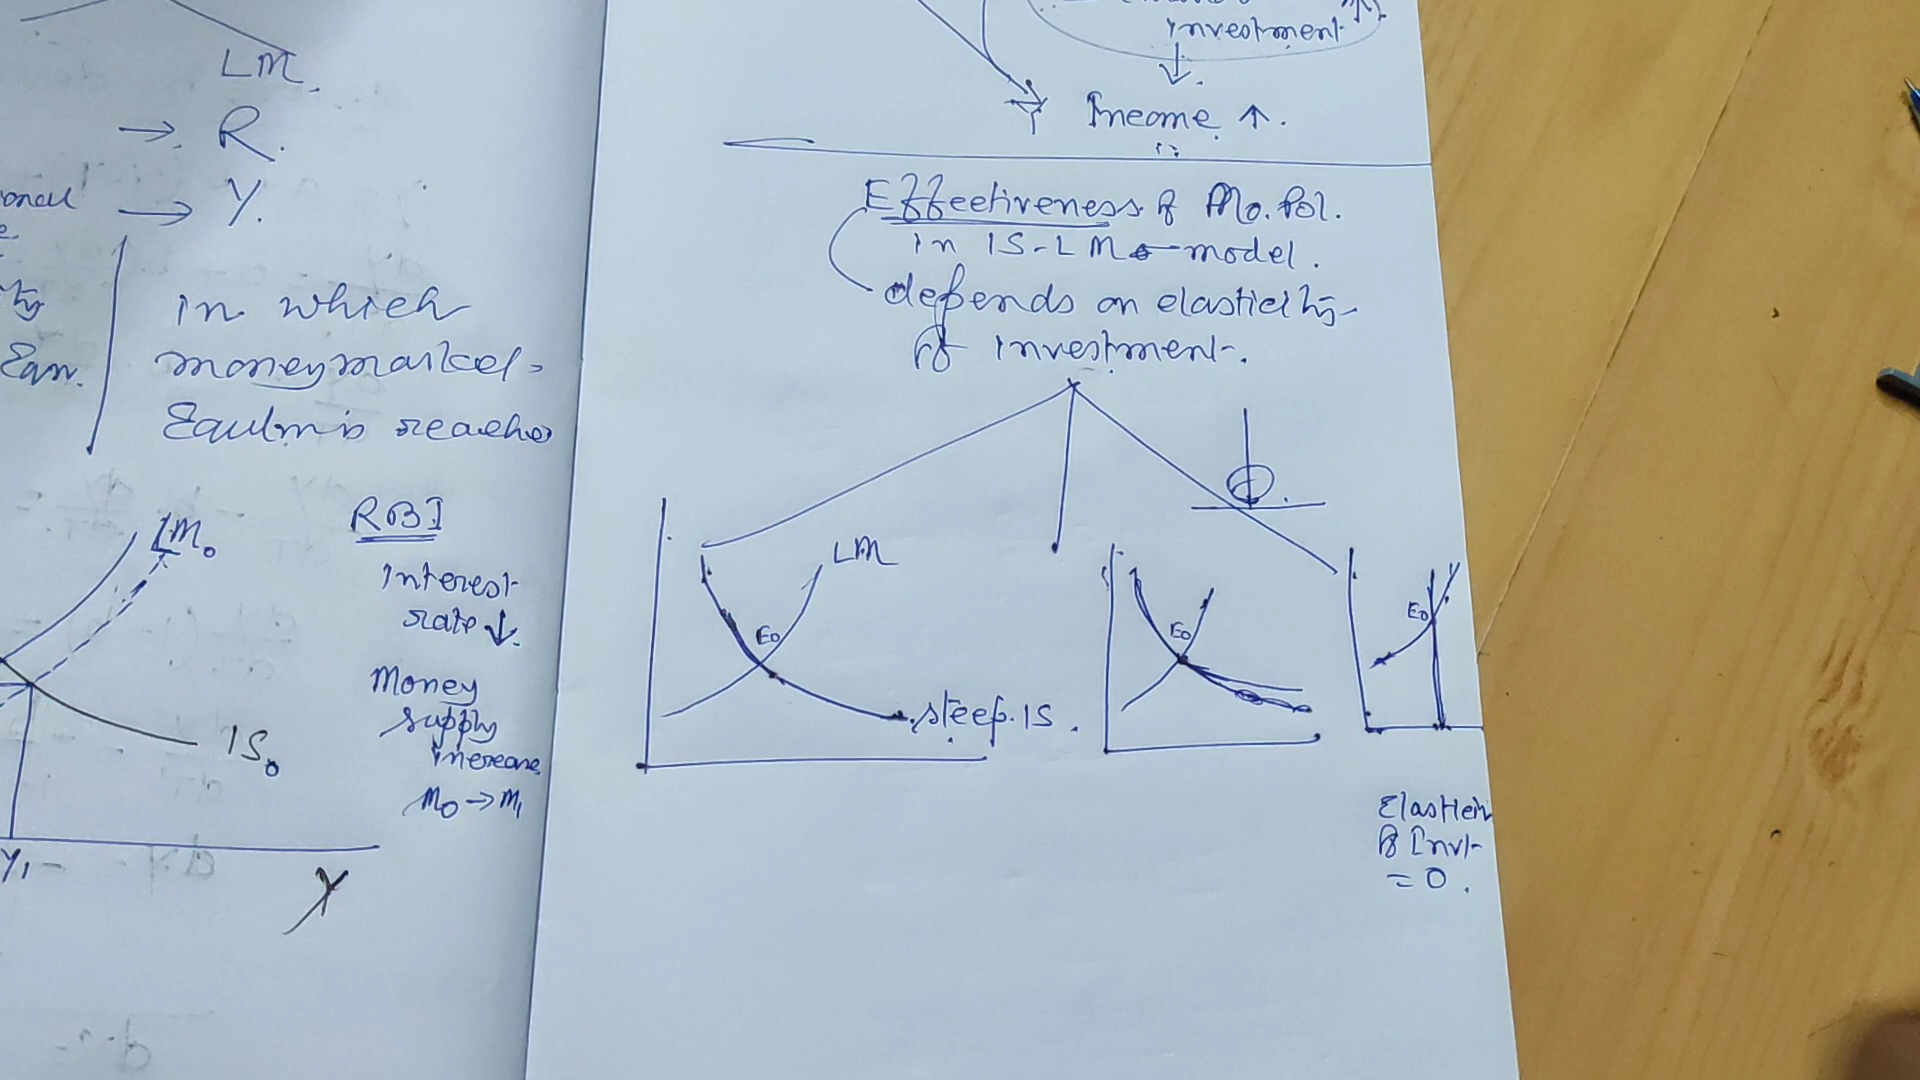 LM.
→ R.
→ Y.
in which
money market
Equlm is reaches
LM₀
RBI
Interest
rate ↓.
Money
supply
increase
M₀ → M₁
IS₀
Y₁
Y
investment ↑
↓
Income ↑.
Effectiveness of Mo. Pol.
in IS-LM model.
depends on elasticity
of investment.
LM
E₀
steep IS.
E₀
E₀
Elastici
of Invt
= 0.